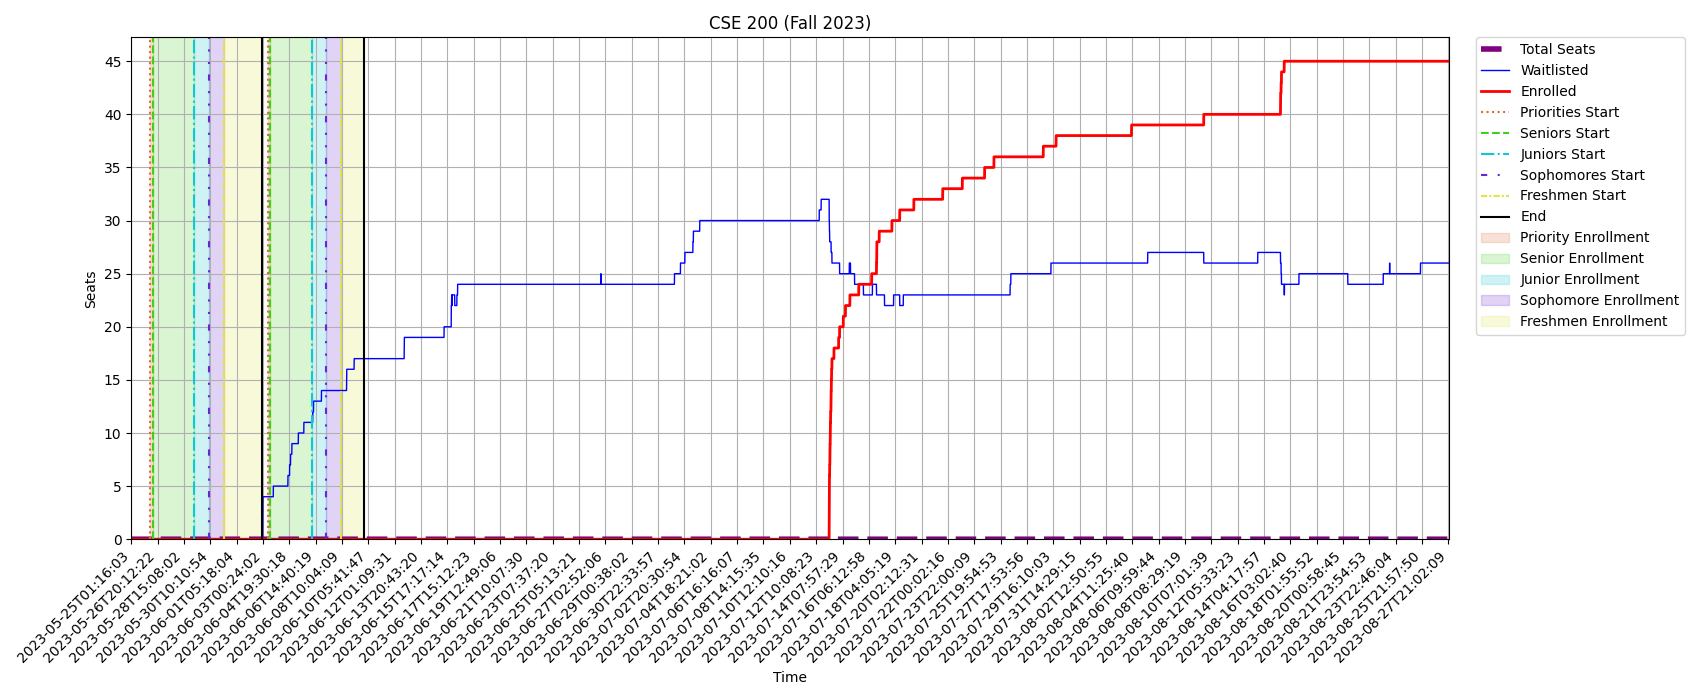 CSE 200 (Fall 2023)
Seats
45
40
35
30
25
20
15
10
5
0
2023-05-25T01:16:03
2023-05-26T20:12:22
2023-05-28T15:08:02
2023-05-30T10:10:54
2023-06-01T05:18:04
2023-06-03T00:24:02
2023-06-04T19:30:18
2023-06-06T14:40:19
2023-06-08T10:04:09
2023-06-10T05:41:47
2023-06-12T01:09:31
2023-06-13T20:43:20
2023-06-15T17:17:14
2023-06-17T15:12:23
2023-06-19T12:49:06
2023-06-21T10:07:30
2023-06-23T07:37:20
2023-06-25T05:13:21
2023-06-27T02:52:06
2023-06-29T00:38:02
2023-06-30T22:33:57
2023-07-02T20:30:54
2023-07-04T18:21:02
2023-07-06T16:16:07
2023-07-08T14:15:35
2023-07-10T12:10:16
2023-07-12T10:08:23
2023-07-14T07:57:29
2023-07-16T06:12:58
2023-07-18T04:05:19
2023-07-20T02:12:31
2023-07-22T00:02:16
2023-07-23T22:00:09
2023-07-25T19:54:53
2023-07-27T17:53:56
2023-07-29T16:10:03
2023-07-31T14:29:15
2023-08-02T12:50:55
2023-08-04T11:25:40
2023-08-06T09:59:44
2023-08-08T08:29:19
2023-08-10T07:01:39
2023-08-12T05:33:23
2023-08-14T04:17:57
2023-08-16T03:02:40
2023-08-18T01:55:52
2023-08-20T00:58:45
2023-08-21T23:54:53
2023-08-23T22:46:04
2023-08-25T21:57:50
2023-08-27T21:02:09
Time
Total Seats
Waitlisted
Enrolled
Priorities Start
Seniors Start
Juniors Start
Sophomores Start
Freshmen Start
End
Priority Enrollment
Senior Enrollment
Junior Enrollment
Sophomore Enrollment
Freshmen Enrollment